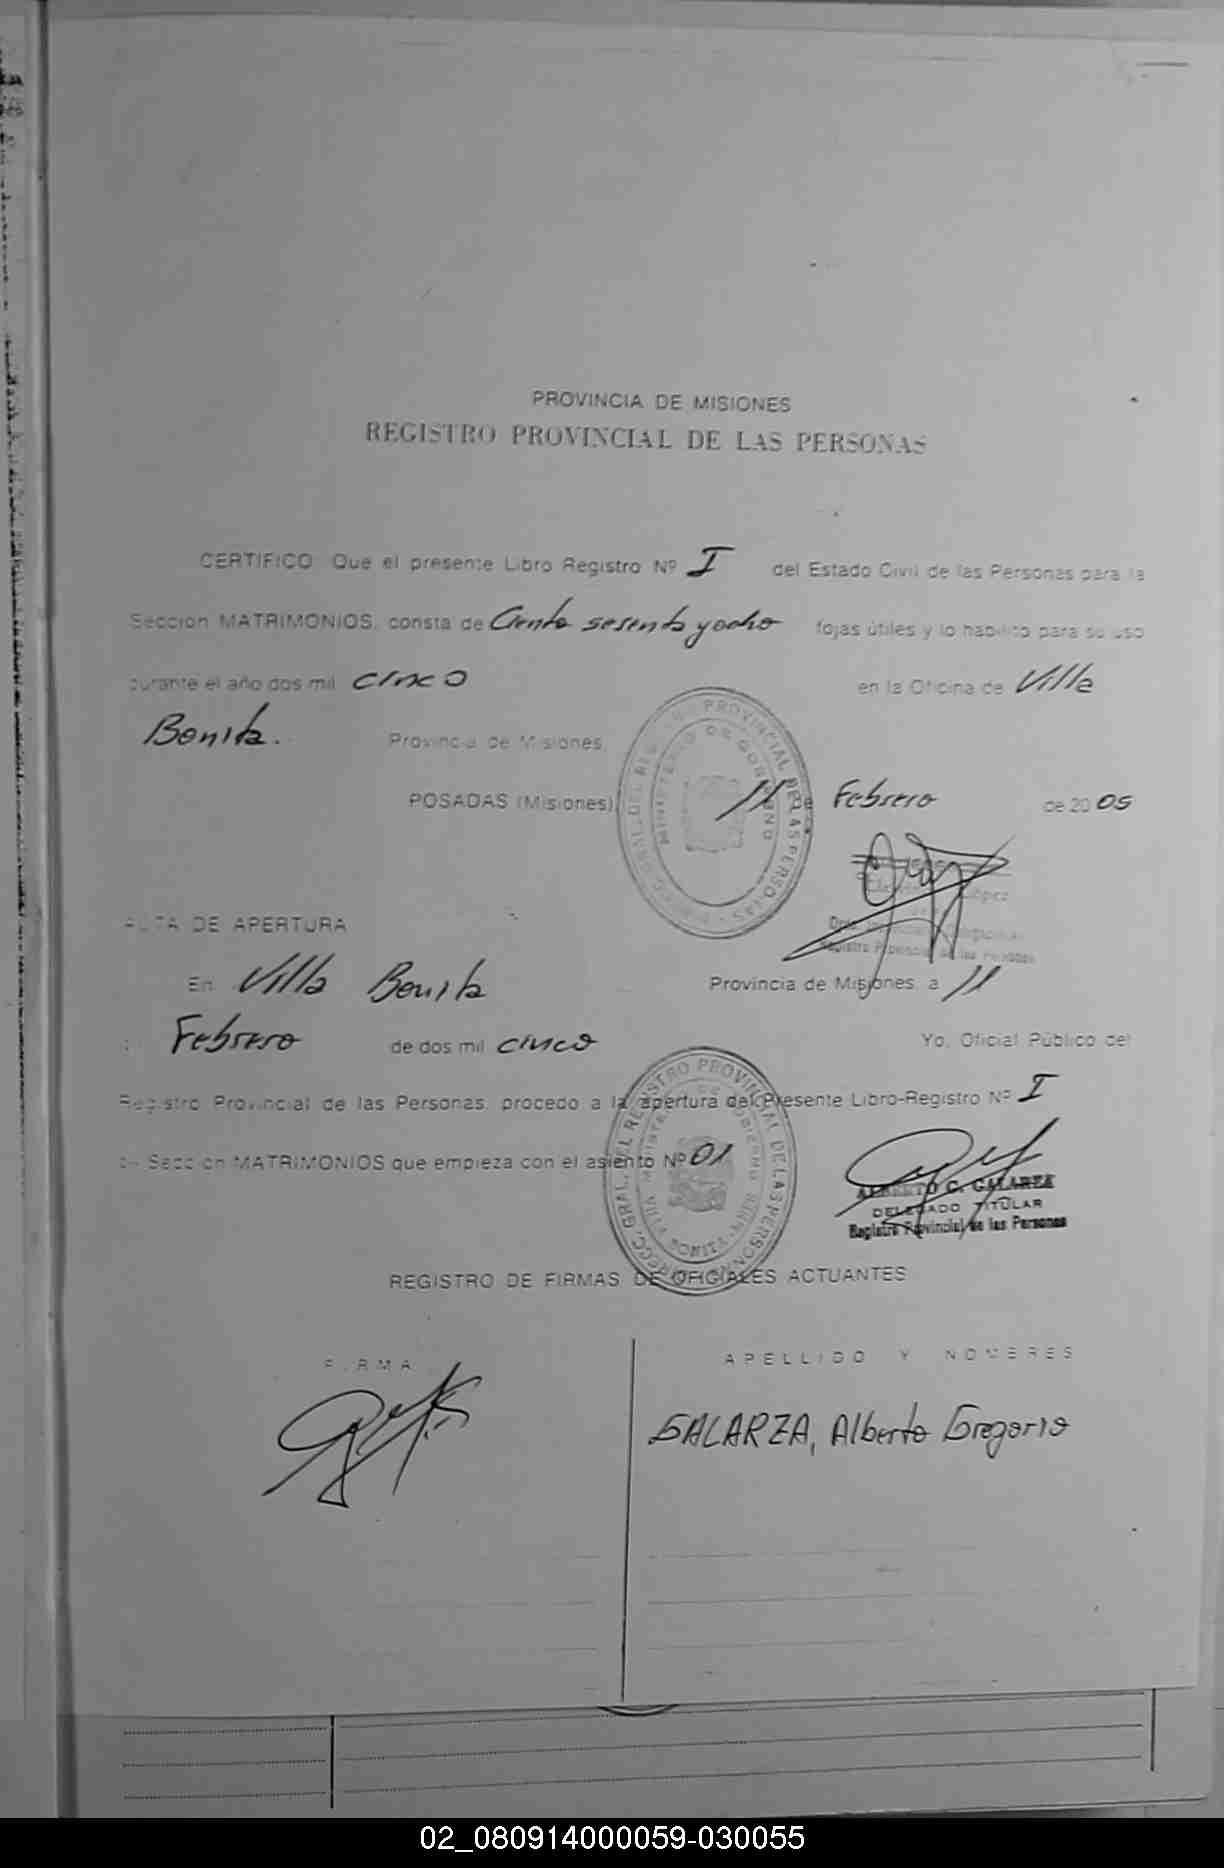 PROVINCIA DE MISIONES
REGISTRO PROVINCIAL DE LAS PERSONAS
CERTIFICO Que el presente Libro Registro Nº I del Estado Civil de las Personas para la
Sección MATRIMONIOS, consta de Ciento sesenta y ocho fojas útiles y lo habilito para su uso
durante el año dos mil cinco en la Oficina de Villa
Bonita. Provincia de Misiones.
POSADAS (Misiones), 11 de Febrero de 2005
ACTA DE APERTURA
En Villa Bonita Provincia de Misiones, a 11
Febrero de dos mil cinco Yo, Oficial Público del
Registro Provincial de las Personas, procedo a la apertura del Presente Libro-Registro Nº I
Sección MATRIMONIOS que empieza con el asiento Nº 01
ALBERTO G. GALARZA
DELEGADO TITULAR
Registro Provincial de las Personas
REGISTRO DE FIRMAS DE OFICIALES ACTUANTES
FIRMA APELLIDO Y NOMBRES
GALARZA, Alberto Gregorio
02_080914000059-030055